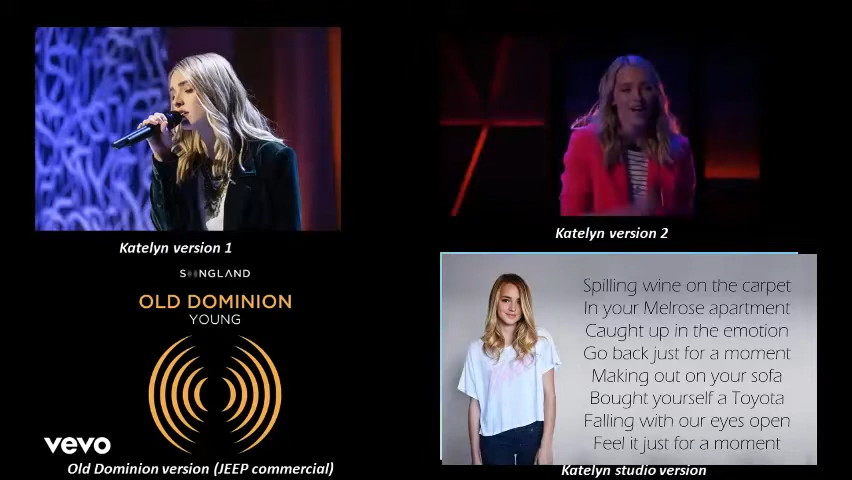 Katelyn version 1
Katelyn version 2
SONGLAND
OLD DOMINION
YOUNG
vevo
Old Dominion version (JEEP commercial)
Spilling wine on the carpet
In your Melrose apartment
Caught up in the emotion
Go back just for a moment
Making out on your sofa
Bought yourself a Toyota
Falling with our eyes open
Feel it just for a moment
Katelyn studio version